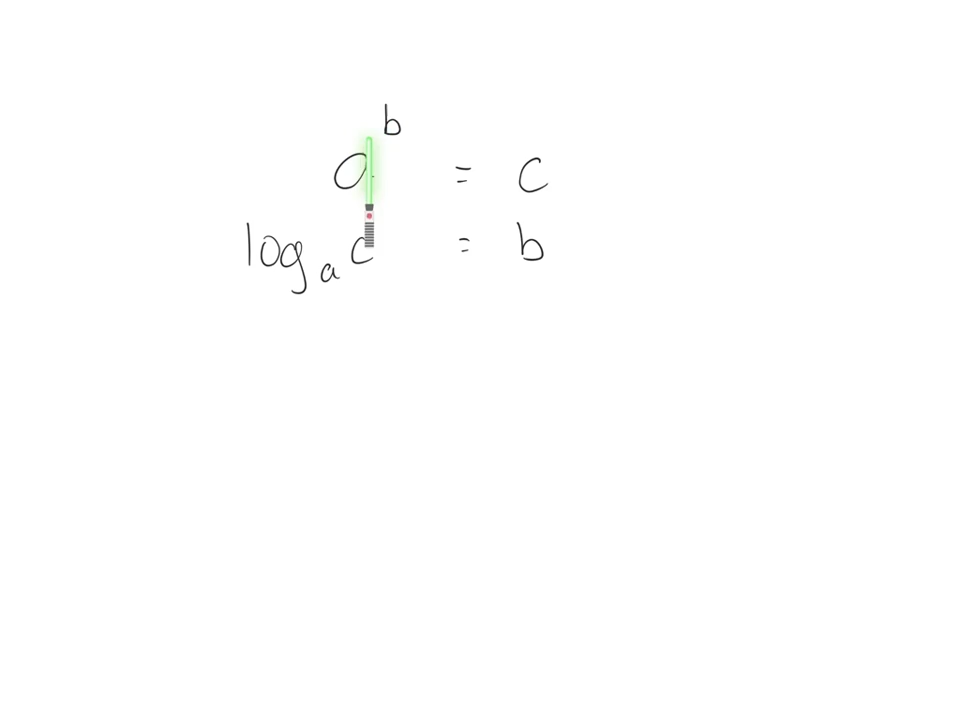 a^b = c
log_a c = b